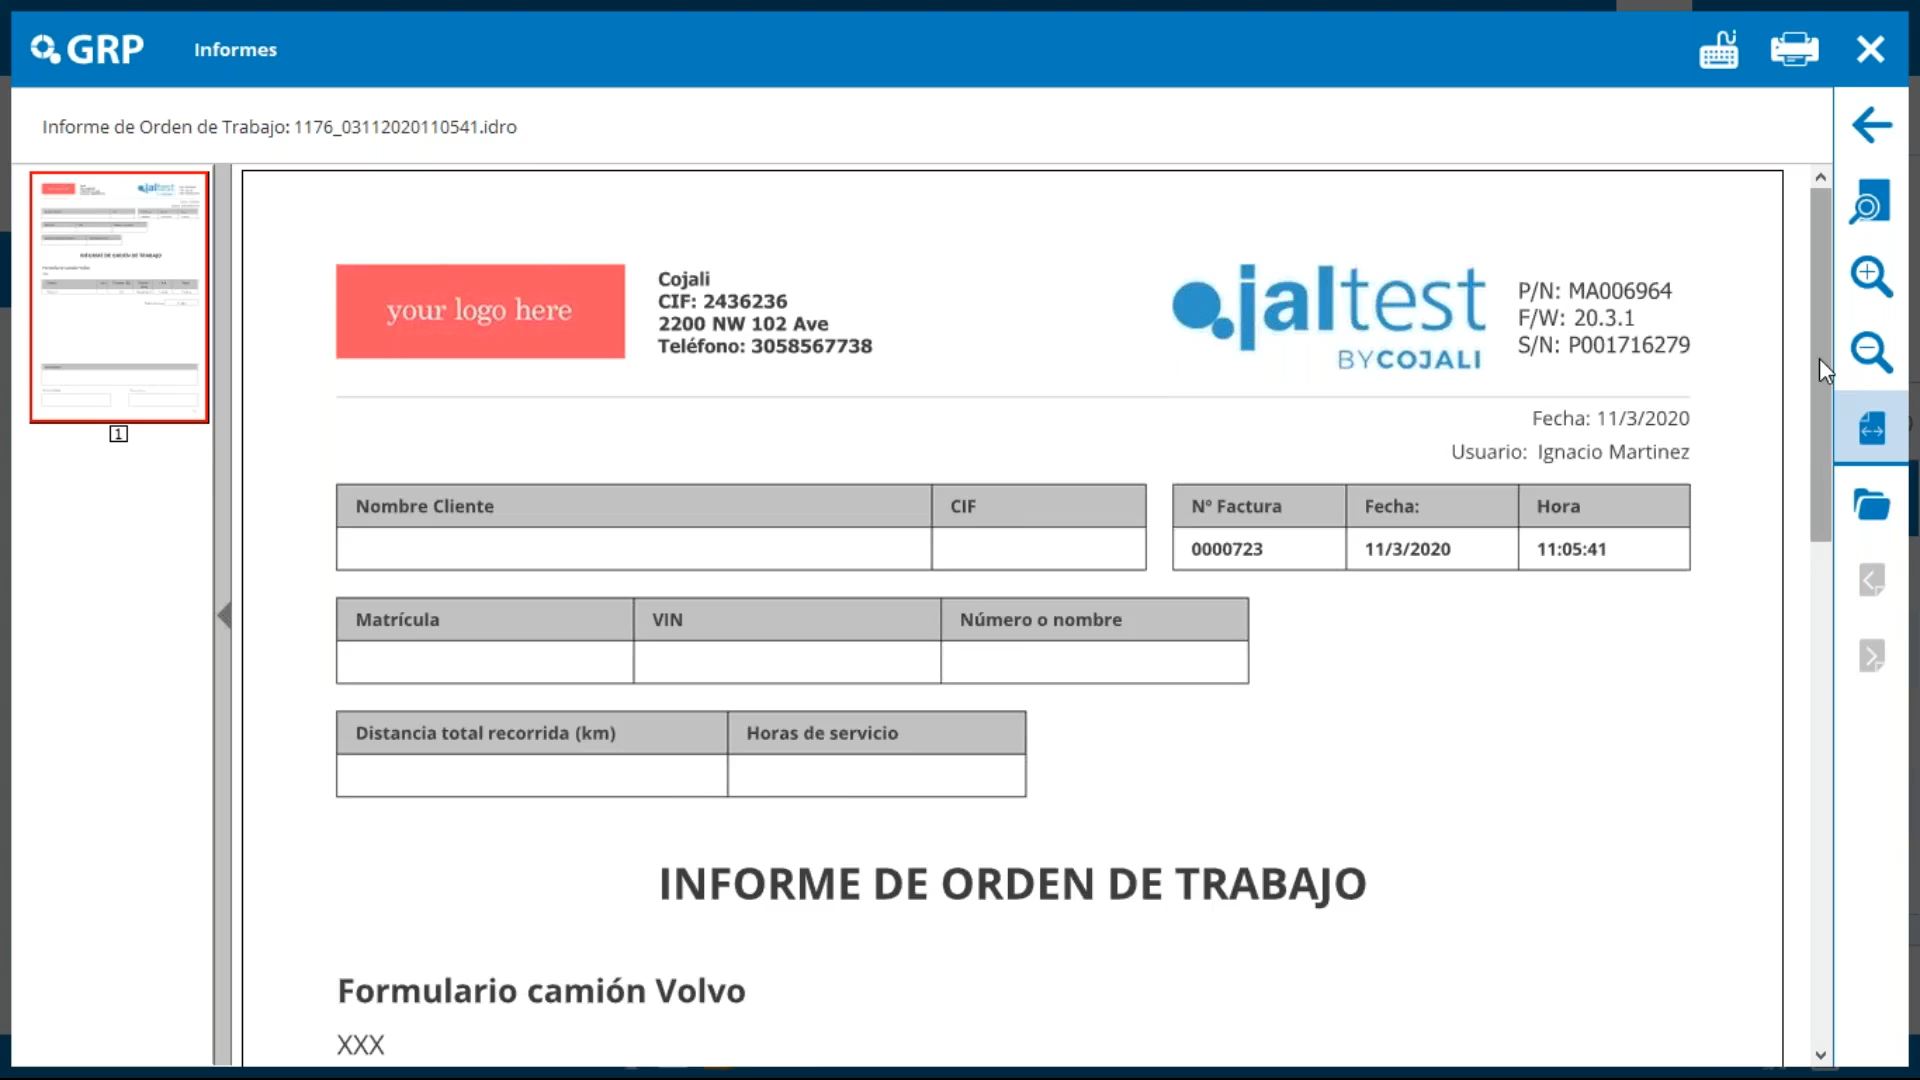 GRP
Informes
Informe de Orden de Trabajo: 1176_03112020110541.idro
1
your logo here
Cojali
CIF: 2436236
2200 NW 102 Ave
Teléfono: 3058567738
jaltest
BY COJALI
P/N: MA006964
F/W: 20.3.1
S/N: P001716279
Fecha: 11/3/2020
Usuario: Ignacio Martinez
Nombre Cliente CIF
Nº Factura Fecha: Hora
0000723 11/3/2020 11:05:41
Matrícula VIN Número o nombre
Distancia total recorrida (km) Horas de servicio
INFORME DE ORDEN DE TRABAJO
Formulario camión Volvo
XXX